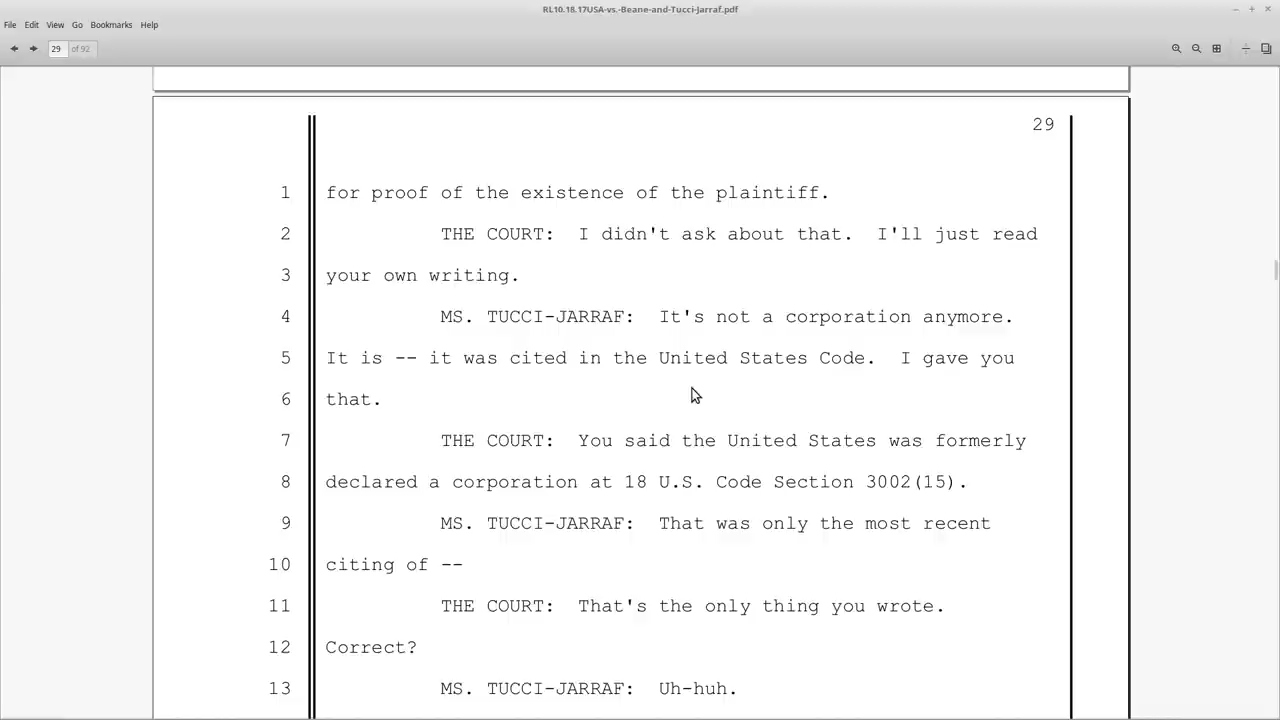 RL10.18.17USA-vs.-Beane-and-Tucci-Jarraf.pdf
File Edit View Go Bookmarks Help
29 of 92
29
1 for proof of the existence of the plaintiff.
2 THE COURT: I didn't ask about that. I'll just read
3 your own writing.
4 MS. TUCCI-JARRAF: It's not a corporation anymore.
5 It is -- it was cited in the United States Code. I gave you
6 that.
7 THE COURT: You said the United States was formerly
8 declared a corporation at 18 U.S. Code Section 3002(15).
9 MS. TUCCI-JARRAF: That was only the most recent
10 citing of --
11 THE COURT: That's the only thing you wrote.
12 Correct?
13 MS. TUCCI-JARRAF: Uh-huh.